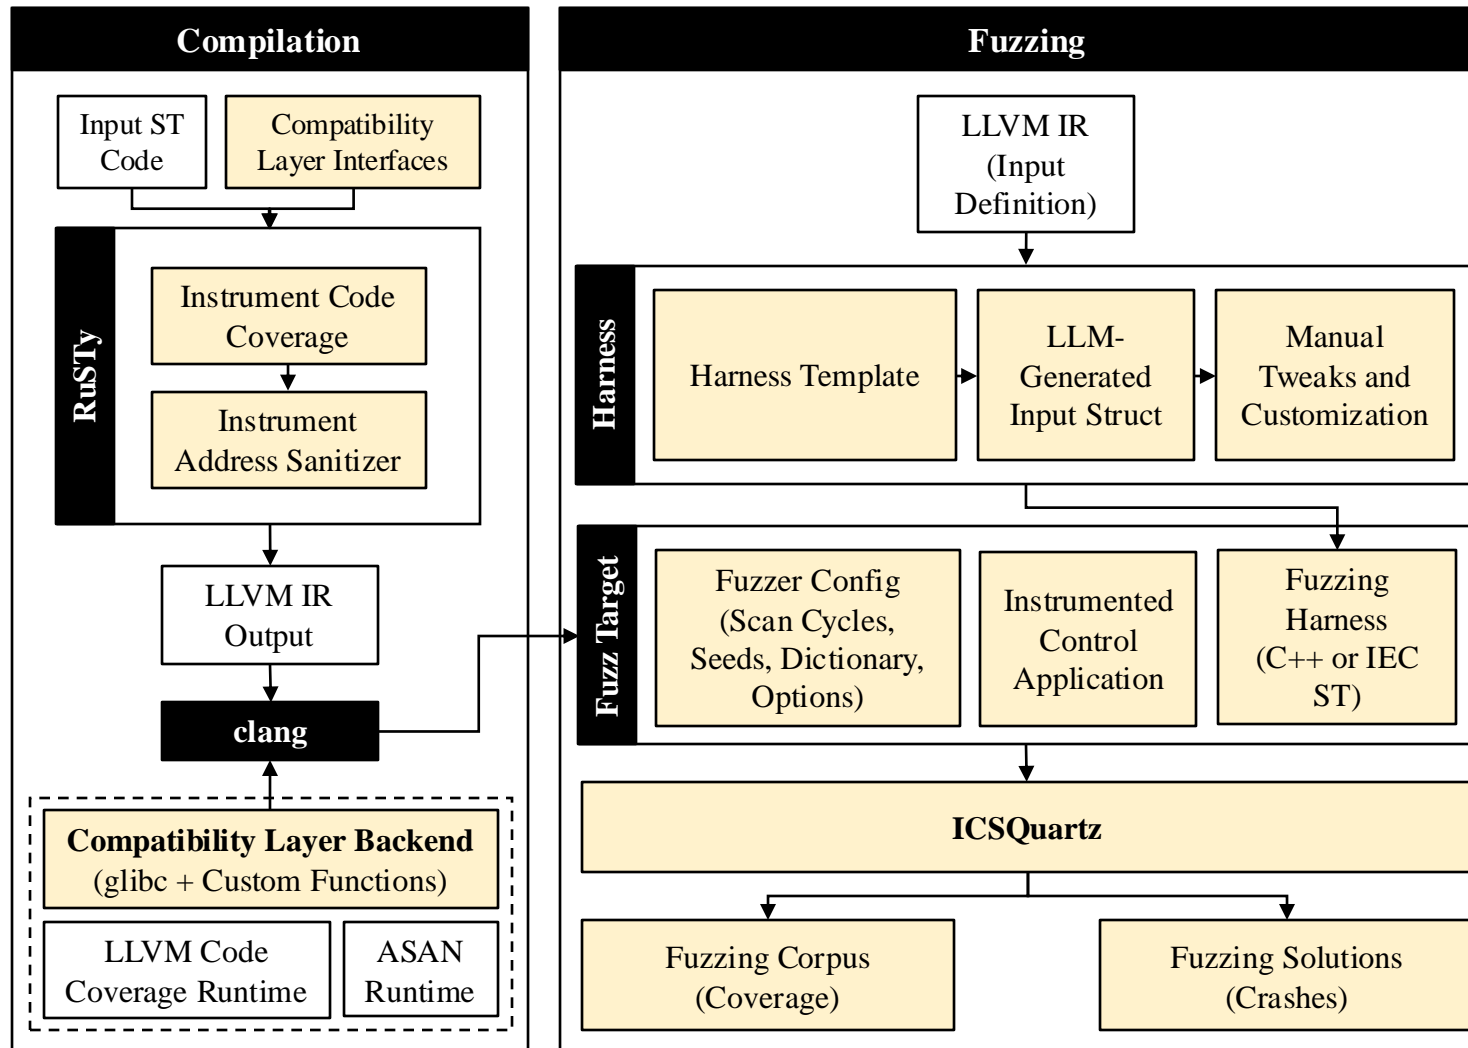 Compilation
Input ST
Code
Compatibility
Layer Interfaces
RuSTy
Instrument Code
Coverage
Instrument
Address Sanitizer
LLVM IR
Output
clang
Compatibility Layer Backend
(glibc + Custom Functions)
LLVM Code
Coverage Runtime
ASAN
Runtime
Fuzzing
LLVM IR
(Input
Definition)
Harness
Harness Template
LLM-
Generated
Input Struct
Manual
Tweaks and
Customization
Fuzz Target
Fuzzer Config
(Scan Cycles,
Seeds, Dictionary,
Options)
Instrumented
Control
Application
Fuzzing
Harness
(C++ or IEC
ST)
ICSQuartz
Fuzzing Corpus
(Coverage)
Fuzzing Solutions
(Crashes)